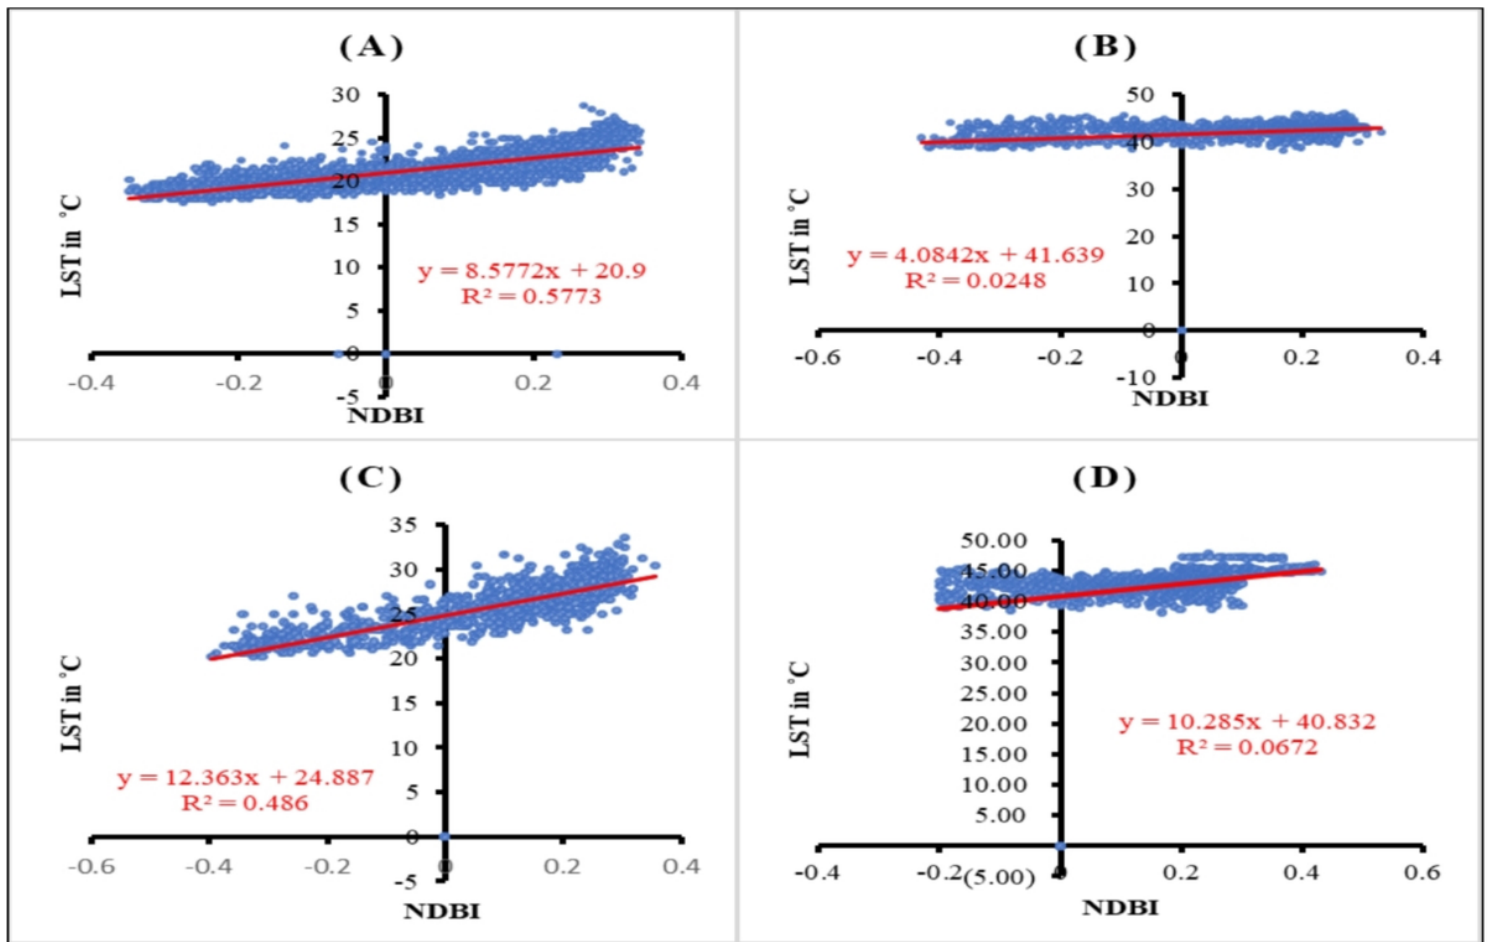 (A)
30
25
20
15
10
5
0
-5
-0.4
-0.2
0
0.2
0.4
LST in °C
NDBI
y = 8.5772x + 20.9
R² = 0.5773
(B)
50
40
30
20
10
0
-10
-0.6
-0.4
-0.2
0
0.2
0.4
LST in °C
NDBI
y = 4.0842x + 41.639
R² = 0.0248
(C)
35
30
25
20
15
10
5
0
-5
-0.6
-0.4
-0.2
0
0.2
0.4
LST in °C
NDBI
y = 12.363x + 24.887
R² = 0.486
(D)
50.00
45.00
40.00
35.00
30.00
25.00
20.00
15.00
10.00
5.00
(5.00)
-0.4
-0.2
0
0.2
0.4
0.6
LST in °C
NDBI
y = 10.285x + 40.832
R² = 0.0672